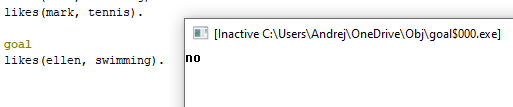 likes(mark, tennis).
goal
likes(ellen, swimming).
[Inactive C:\Users\Andrej\OneDrive\Obj\goal$000.exe]
no